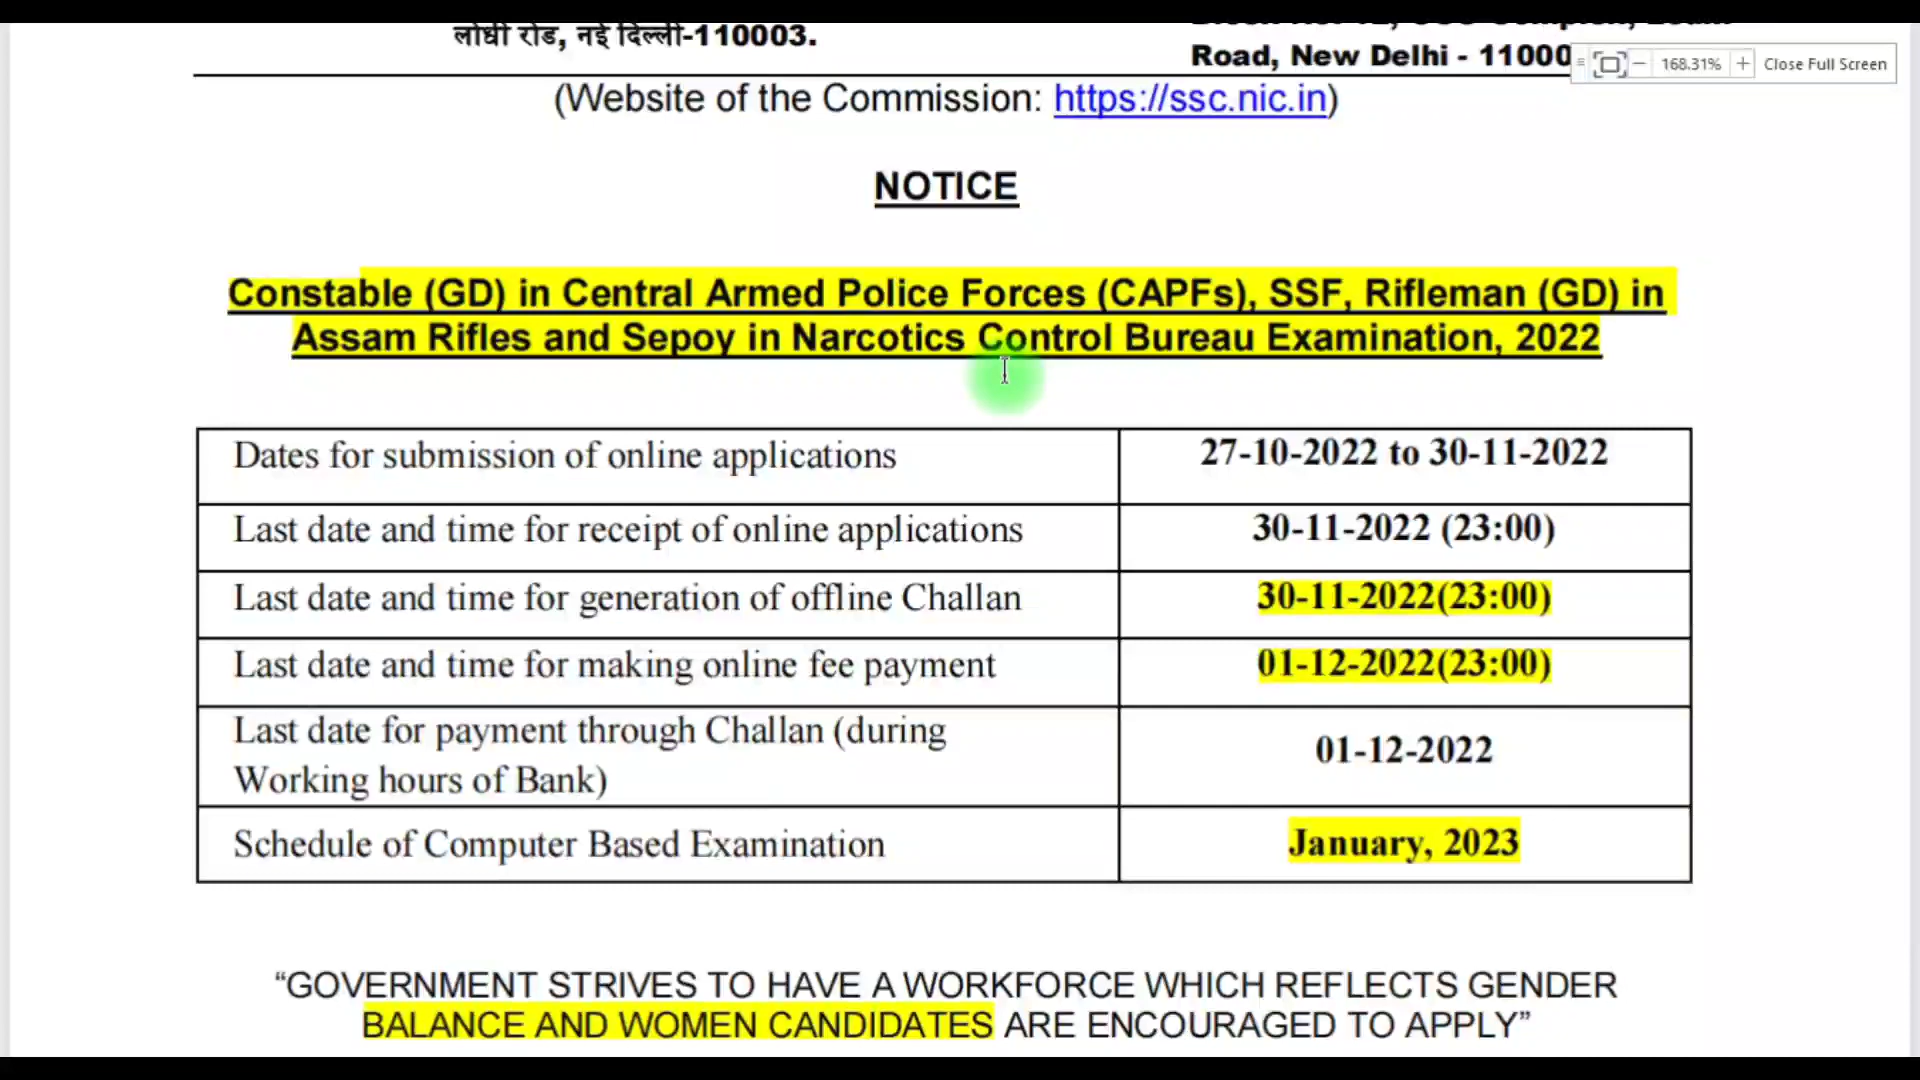 लोधी रोड, नई दिल्ली-110003.
Road, New Delhi - 11000
168.31%
Close Full Screen
(Website of the Commission: https://ssc.nic.in)
NOTICE
Constable (GD) in Central Armed Police Forces (CAPFs), SSF, Rifleman (GD) in
Assam Rifles and Sepoy in Narcotics Control Bureau Examination, 2022
Dates for submission of online applications 27-10-2022 to 30-11-2022
Last date and time for receipt of online applications 30-11-2022 (23:00)
Last date and time for generation of offline Challan 30-11-2022(23:00)
Last date and time for making online fee payment 01-12-2022(23:00)
Last date for payment through Challan (during
Working hours of Bank) 01-12-2022
Schedule of Computer Based Examination January, 2023
“GOVERNMENT STRIVES TO HAVE A WORKFORCE WHICH REFLECTS GENDER
BALANCE AND WOMEN CANDIDATES ARE ENCOURAGED TO APPLY”